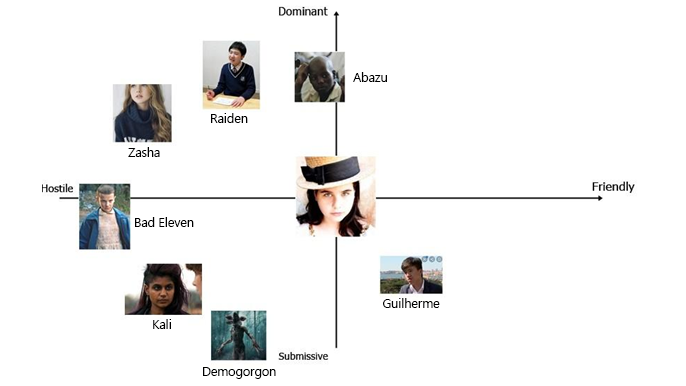 Dominant
Abazu
Raiden
Zasha
Hostile
Friendly
Bad Eleven
Guilherme
Kali
Submissive
Demogorgon